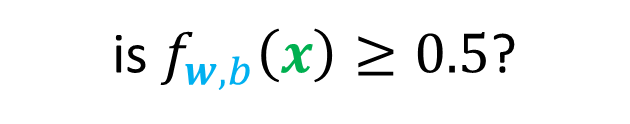 is f_{w,b}(x) ≥ 0.5?